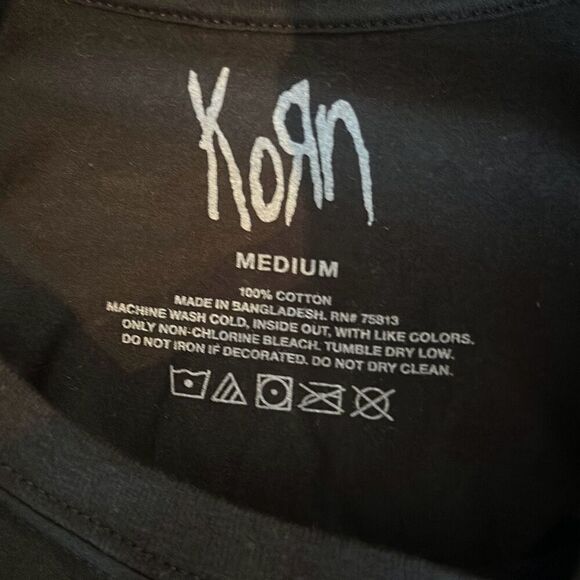 KoЯn
MEDIUM
100% COTTON
MADE IN BANGLADESH. RN# 75813
MACHINE WASH COLD, INSIDE OUT, WITH LIKE COLORS.
ONLY NON-CHLORINE BLEACH. TUMBLE DRY LOW.
DO NOT IRON IF DECORATED. DO NOT DRY CLEAN.